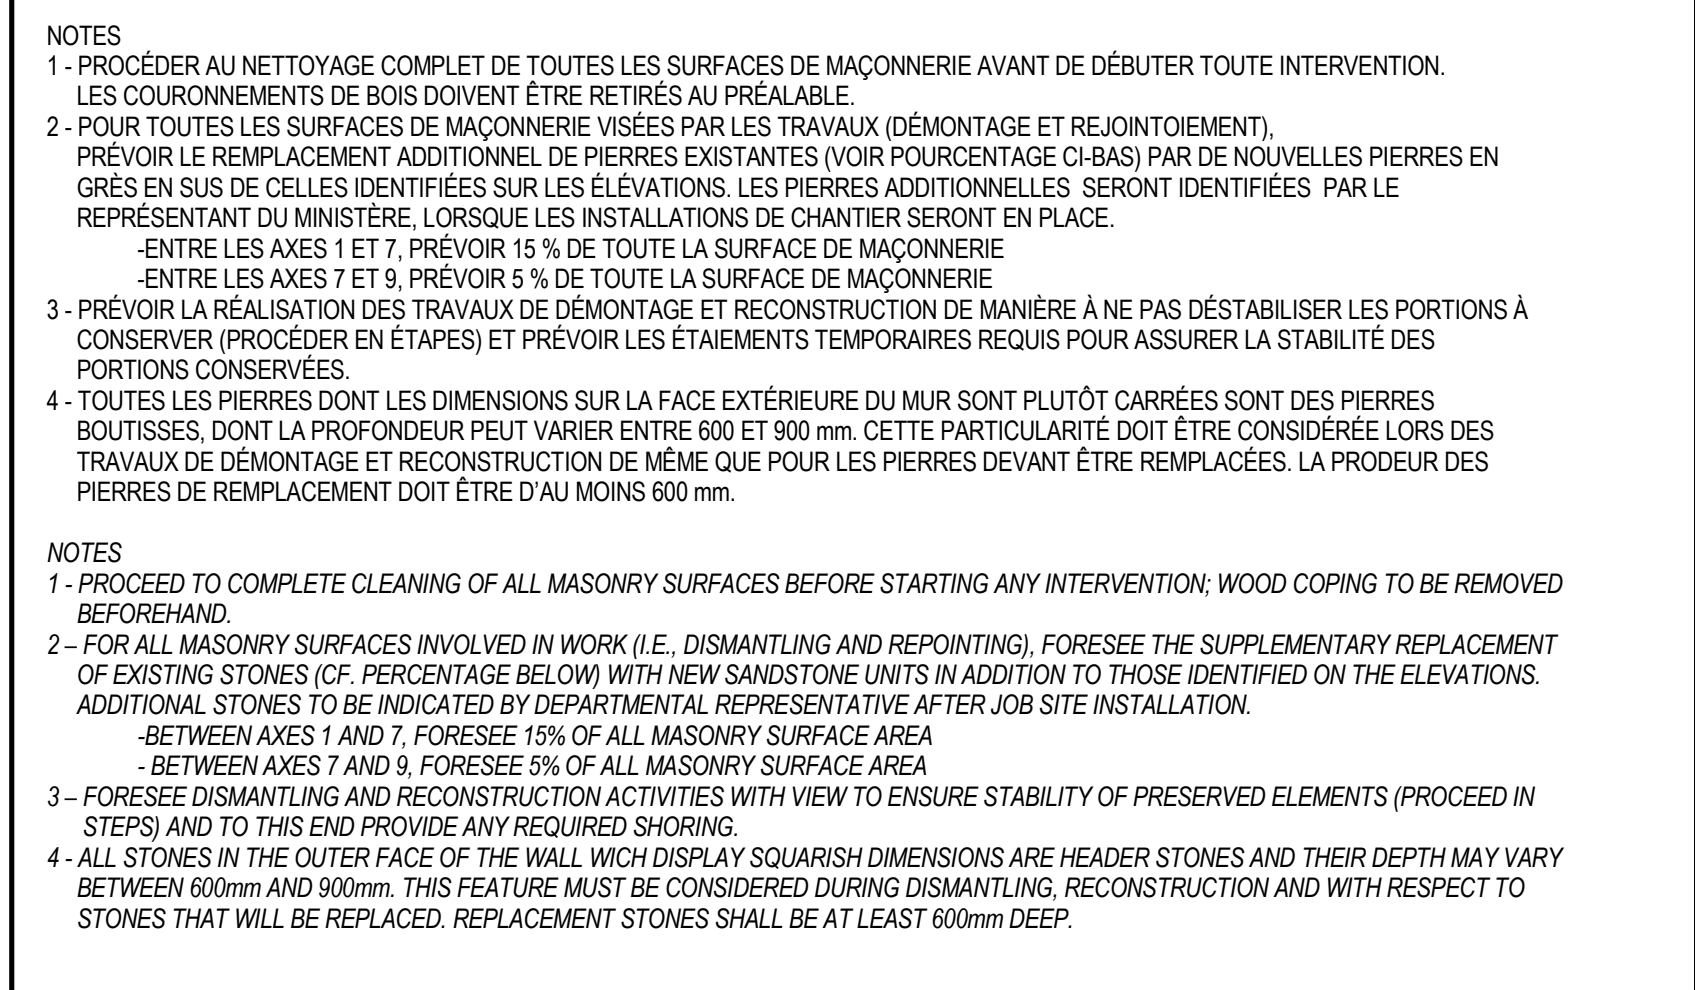 NOTES
1 - PROCÉDER AU NETTOYAGE COMPLET DE TOUTES LES SURFACES DE MAÇONNERIE AVANT DE DÉBUTER TOUTE INTERVENTION.
LES COURONNEMENTS DE BOIS DOIVENT ÊTRE RETIRÉS AU PRÉALABLE.
2 - POUR TOUTES LES SURFACES DE MAÇONNERIE VISÉES PAR LES TRAVAUX (DÉMONTAGE ET REJOINTOIEMENT),
PRÉVOIR LE REMPLACEMENT ADDITIONNEL DE PIERRES EXISTANTES (VOIR POURCENTAGE CI-BAS) PAR DE NOUVELLES PIERRES EN
GRÈS EN SUS DE CELLES IDENTIFIÉES SUR LES ÉLÉVATIONS. LES PIERRES ADDITIONNELLES SERONT IDENTIFIÉES PAR LE
REPRÉSENTANT DU MINISTÈRE, LORSQUE LES INSTALLATIONS DE CHANTIER SERONT EN PLACE.
-ENTRE LES AXES 1 ET 7, PRÉVOIR 15 % DE TOUTE LA SURFACE DE MAÇONNERIE
-ENTRE LES AXES 7 ET 9, PRÉVOIR 5 % DE TOUTE LA SURFACE DE MAÇONNERIE
3 - PRÉVOIR LA RÉALISATION DES TRAVAUX DE DÉMONTAGE ET RECONSTRUCTION DE MANIÈRE À NE PAS DÉSTABILISER LES PORTIONS À
CONSERVER (PROCÉDER EN ÉTAPES) ET PRÉVOIR LES ÉTAIEMENTS TEMPORAIRES REQUIS POUR ASSURER LA STABILITÉ DES
PORTIONS CONSERVÉES.
4 - TOUTES LES PIERRES DONT LES DIMENSIONS SUR LA FACE EXTÉRIEURE DU MUR SONT PLUTÔT CARRÉES SONT DES PIERRES
BOUTISSES, DONT LA PROFONDEUR PEUT VARIER ENTRE 600 ET 900 mm. CETTE PARTICULARITÉ DOIT ÊTRE CONSIDÉRÉE LORS DES
TRAVAUX DE DÉMONTAGE ET RECONSTRUCTION DE MÊME QUE POUR LES PIERRES DEVANT ÊTRE REMPLACÉES. LA PRODEUR DES
PIERRES DE REMPLACEMENT DOIT ÊTRE D'AU MOINS 600 mm.
NOTES
1 - PROCEED TO COMPLETE CLEANING OF ALL MASONRY SURFACES BEFORE STARTING ANY INTERVENTION; WOOD COPING TO BE REMOVED
BEFOREHAND.
2 – FOR ALL MASONRY SURFACES INVOLVED IN WORK (I.E., DISMANTLING AND REPOINTING), FORESEE THE SUPPLEMENTARY REPLACEMENT
OF EXISTING STONES (CF. PERCENTAGE BELOW) WITH NEW SANDSTONE UNITS IN ADDITION TO THOSE IDENTIFIED ON THE ELEVATIONS.
ADDITIONAL STONES TO BE INDICATED BY DEPARTMENTAL REPRESENTATIVE AFTER JOB SITE INSTALLATION.
-BETWEEN AXES 1 AND 7, FORESEE 15% OF ALL MASONRY SURFACE AREA
- BETWEEN AXES 7 AND 9, FORESEE 5% OF ALL MASONRY SURFACE AREA
3 – FORESEE DISMANTLING AND RECONSTRUCTION ACTIVITIES WITH VIEW TO ENSURE STABILITY OF PRESERVED ELEMENTS (PROCEED IN
STEPS) AND TO THIS END PROVIDE ANY REQUIRED SHORING.
4 - ALL STONES IN THE OUTER FACE OF THE WALL WICH DISPLAY SQUARISH DIMENSIONS ARE HEADER STONES AND THEIR DEPTH MAY VARY
BETWEEN 600mm AND 900mm. THIS FEATURE MUST BE CONSIDERED DURING DISMANTLING, RECONSTRUCTION AND WITH RESPECT TO
STONES THAT WILL BE REPLACED. REPLACEMENT STONES SHALL BE AT LEAST 600mm DEEP.